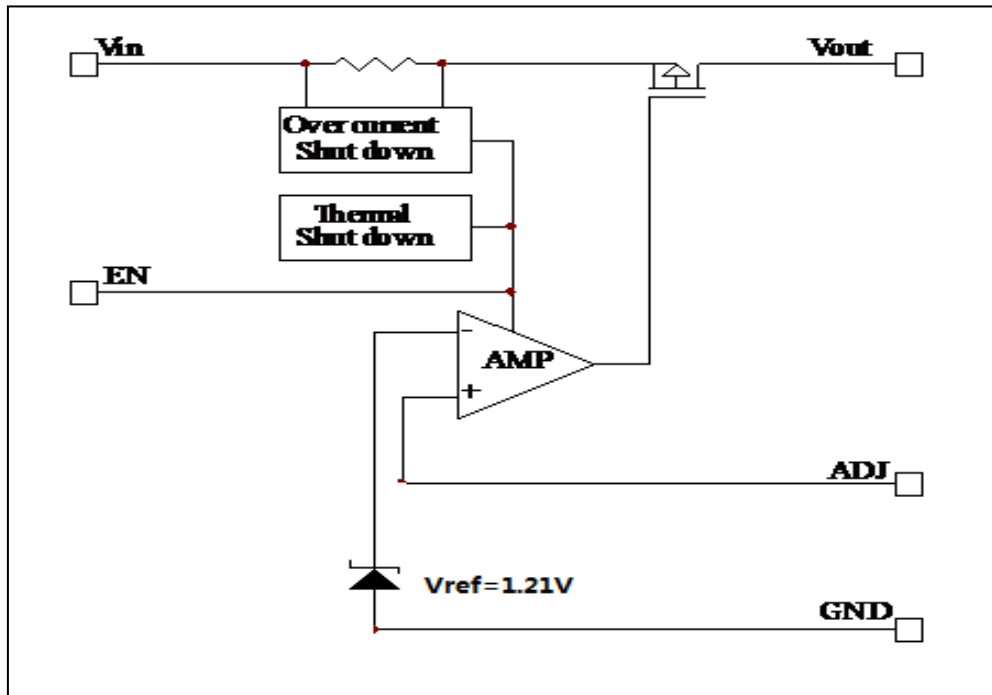 Vin
Vout
Over current
Shut down
Thermal
Shut down
EN
-
AMP
+
ADJ
Vref=1.21V
GND